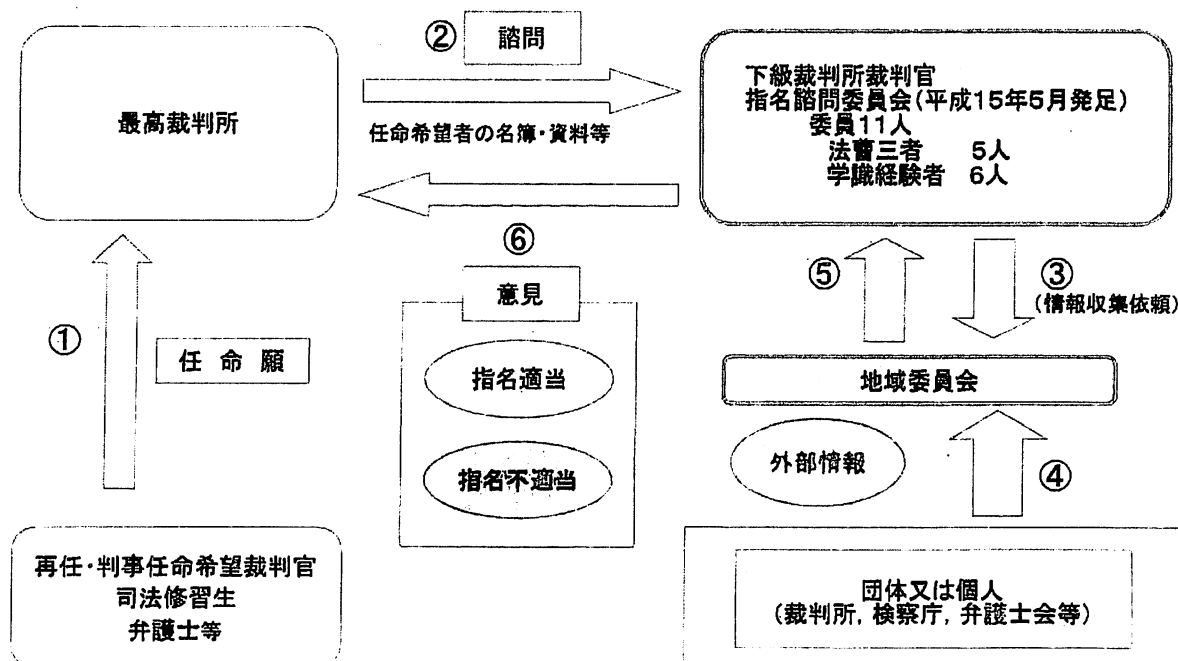 ② 諮問
最高裁判所
任命希望者の名簿・資料等
下級裁判所裁判官
指名諮問委員会(平成15年5月発足)
委員11人
法曹三者 5人
学識経験者 6人
⑥
意見
指名適当
指名不適当
①
任 命 願
⑤
③
(情報収集依頼)
地域委員会
外部情報
④
再任・判事任命希望裁判官
司法修習生
弁護士等
団体又は個人
(裁判所, 検察庁, 弁護士会等)